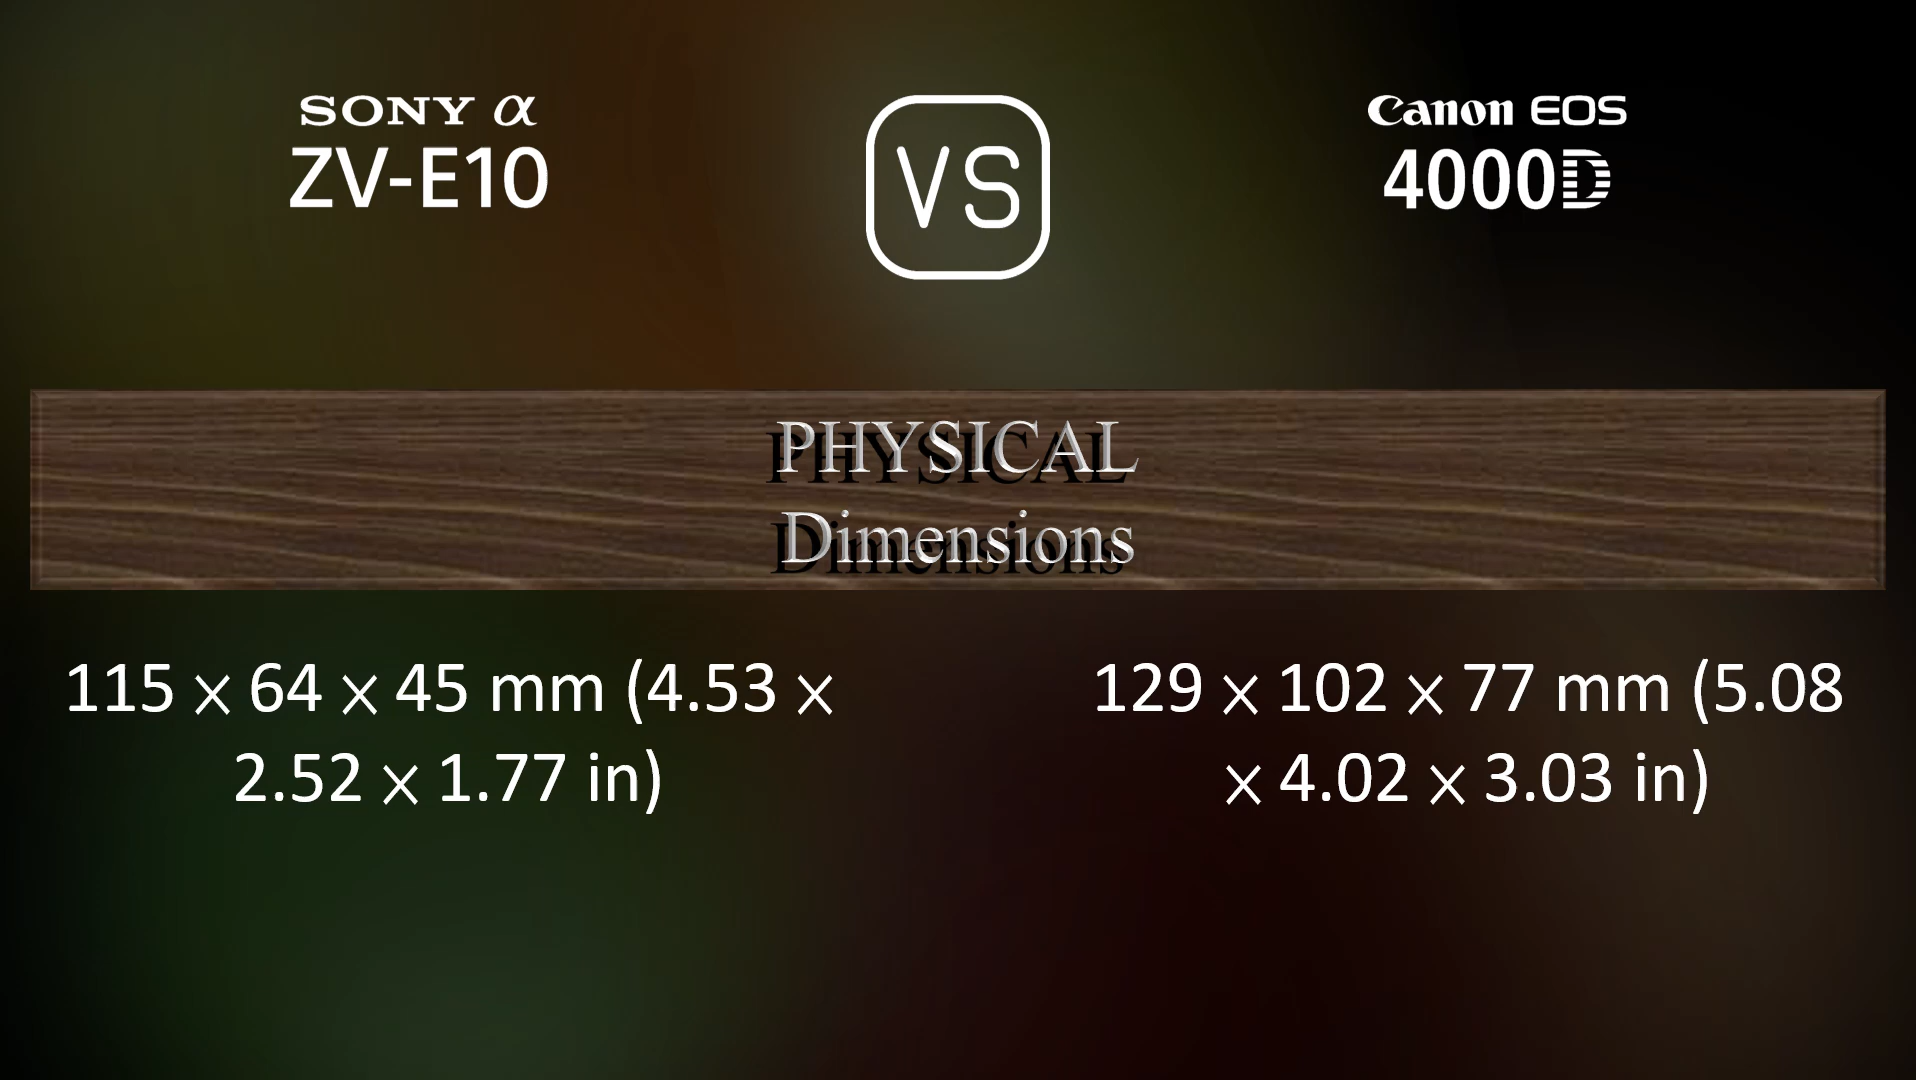 SONY α
ZV-E10
VS
Canon EOS
4000D
PHYSICAL
Dimensions
115 x 64 x 45 mm (4.53 x
2.52 x 1.77 in)
129 x 102 x 77 mm (5.08
x 4.02 x 3.03 in)